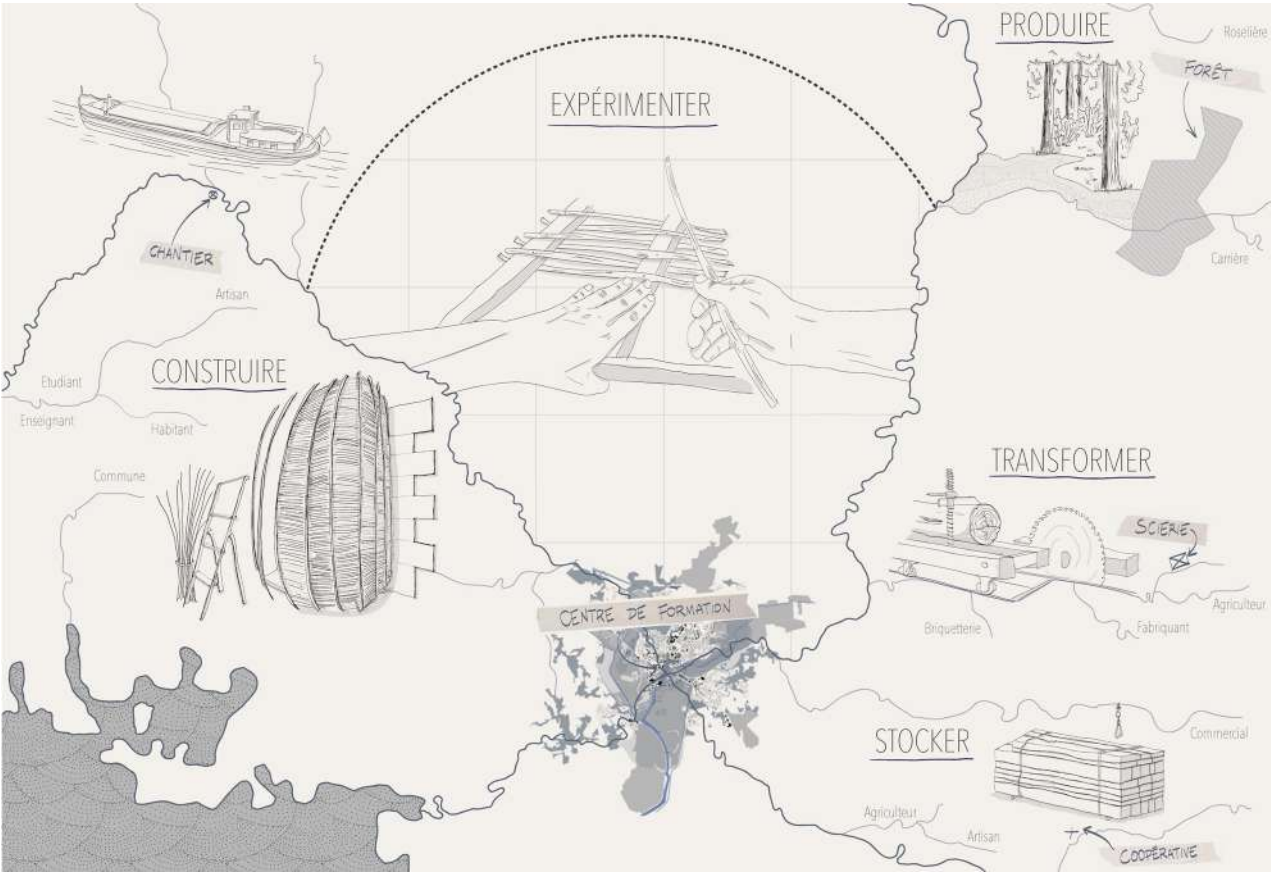 PRODUIRE
Roselière
FORÊT
EXPÉRIMENTER
CHANTIER
Carrière
Artisan
CONSTRUIRE
Etudiant
Enseignant
Habitant
Commune
TRANSFORMER
SCIERIE
CENTRE DE FORMATION
Agriculteur
Briquetterie
Fabriquant
STOCKER
Commercial
Agriculteur
Artisan
COOPÉRATIVE